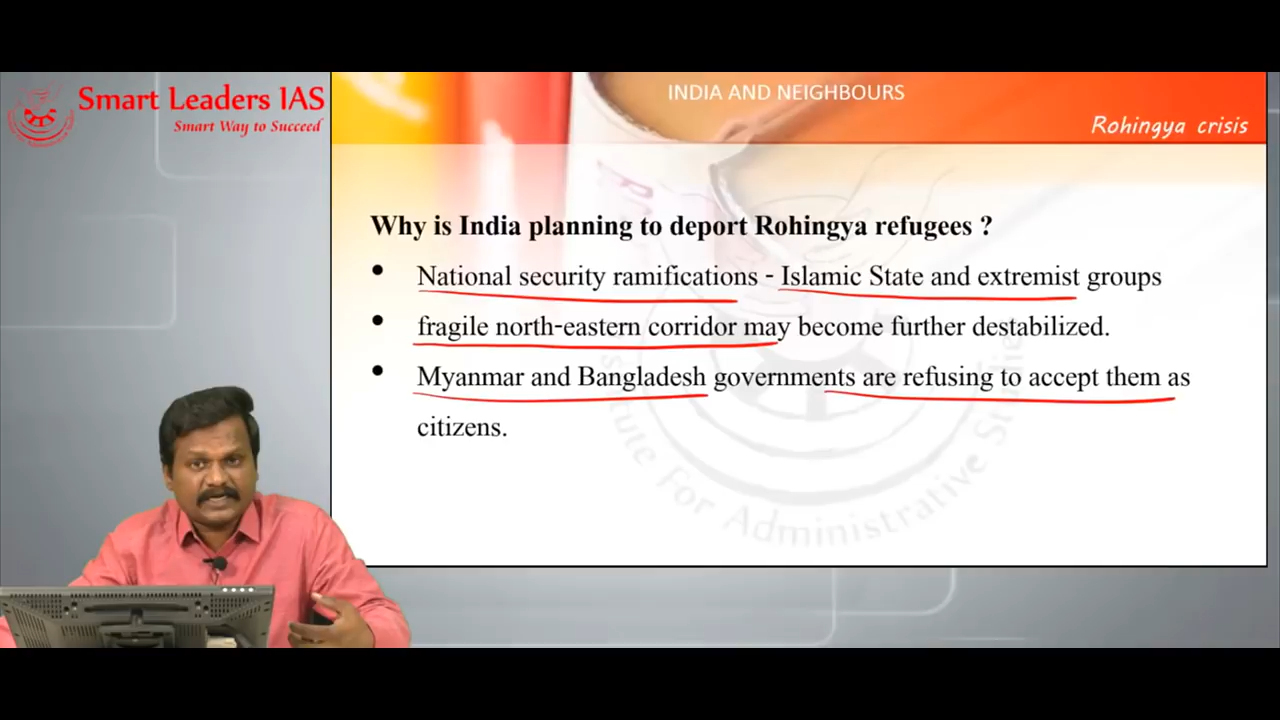 Smart Leaders IAS
Smart Way to Succeed
INDIA AND NEIGHBOURS
Rohingya crisis
Why is India planning to deport Rohingya refugees ?
• National security ramifications - Islamic State and extremist groups
• fragile north-eastern corridor may become further destabilized.
• Myanmar and Bangladesh governments are refusing to accept them as
citizens.
For Administrative